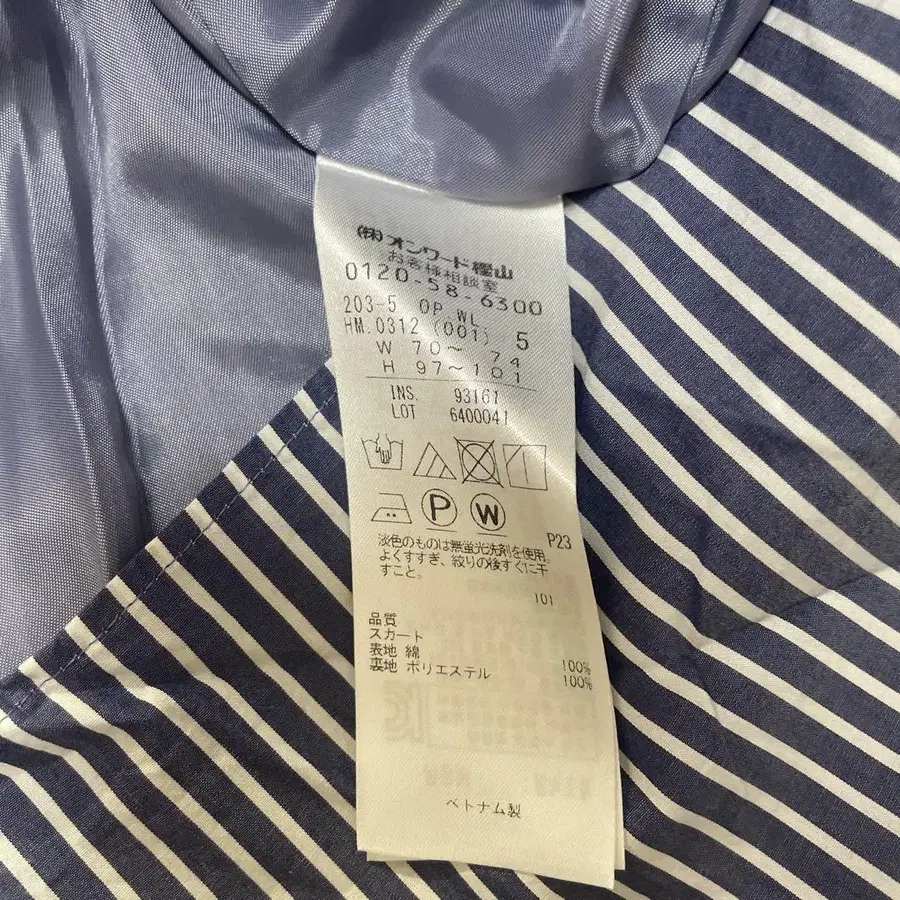 ㈱オンワード樫山
お客様相談室
0120-58-6300
203-5 OP WL
HM.0312 (001) 5
W 70～ 74
H 97～101
INS. 93161
LOT 6400041
P W
P23
淡色のものは無蛍光洗剤を使用。
よくすすぎ、絞りの後すぐに干
すこと。
101
品質
スカート
表地 綿 100%
裏地 ポリエステル 100%
ベトナム製